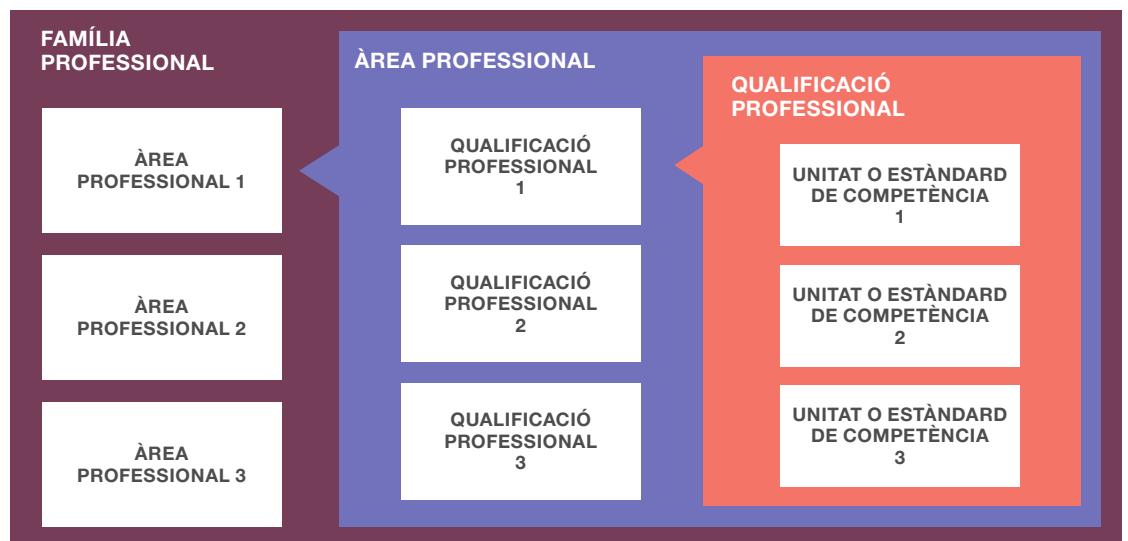 FAMÍLIA
PROFESSIONAL
ÀREA
PROFESSIONAL 1
ÀREA
PROFESSIONAL 2
ÀREA
PROFESSIONAL 3
ÀREA PROFESSIONAL
QUALIFICACIÓ
PROFESSIONAL
1
QUALIFICACIÓ
PROFESSIONAL
2
QUALIFICACIÓ
PROFESSIONAL
3
QUALIFICACIÓ
PROFESSIONAL
UNITAT O ESTÀNDARD
DE COMPETÈNCIA
1
UNITAT O ESTÀNDARD
DE COMPETÈNCIA
2
UNITAT O ESTÀNDARD
DE COMPETÈNCIA
3